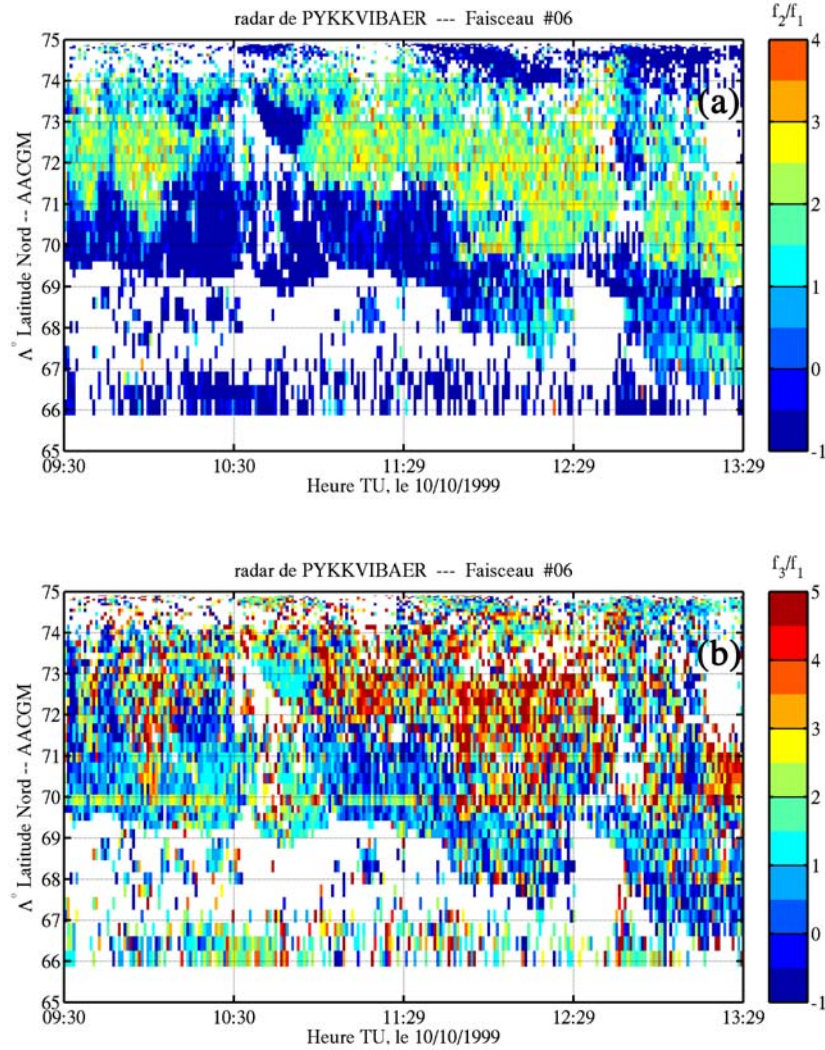 radar de PYKKVIBAER --- Faisceau #06
f2/f1
75
74
73
72
71
70
69
68
67
66
65
Λ° Latitude Nord -- AACGM
(a)
4
3
2
1
0
-1
09:30 10:30 11:29 12:29 13:29
Heure TU, le 10/10/1999
radar de PYKKVIBAER --- Faisceau #06
f3/f1
75
74
73
72
71
70
69
68
67
66
65
Λ° Latitude Nord -- AACGM
(b)
5
4
3
2
1
0
-1
09:30 10:30 11:29 12:29 13:29
Heure TU, le 10/10/1999